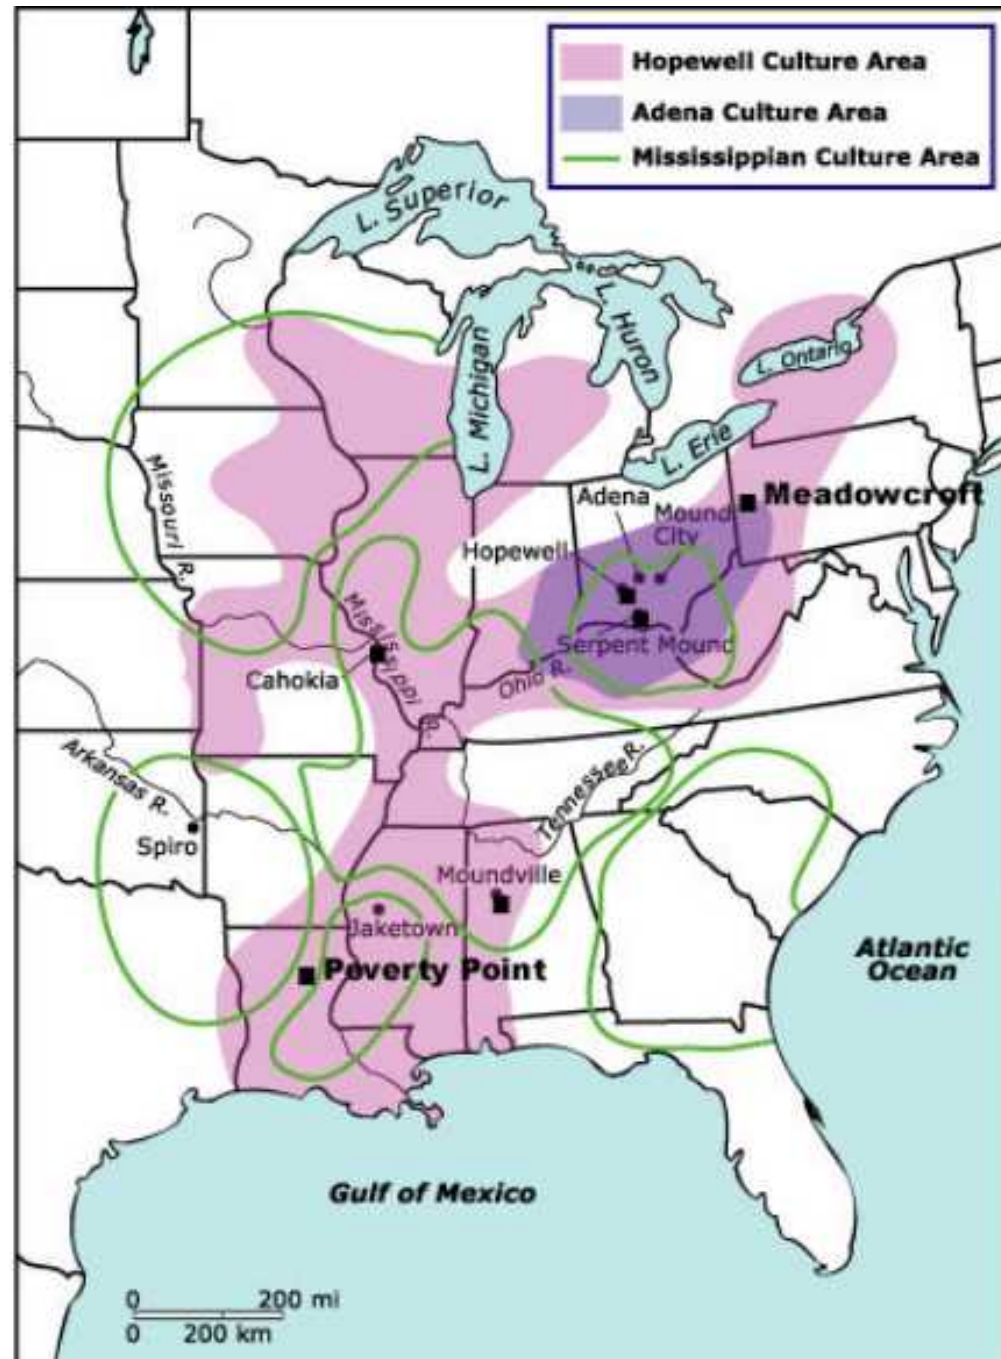 Hopewell Culture Area
Adena Culture Area
Mississippian Culture Area
L. Superior
L. Michigan
L. Huron
L. Ontario
L. Erie
Missouri R.
Adena
Mound
City
Meadowcroft
Hopewell
Serpent Mound
Mississippi R.
Cahokia
Ohio R.
Arkansas R.
Tennessee R.
Spiro
Moundville
Jaketown
Poverty Point
Atlantic
Ocean
Gulf of Mexico
0 200 mi
0 200 km